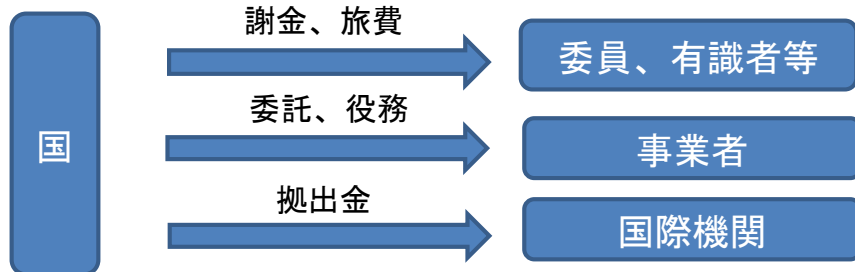 国
謝金、旅費
委員、有識者等
委託、役務
事業者
拠出金
国際機関